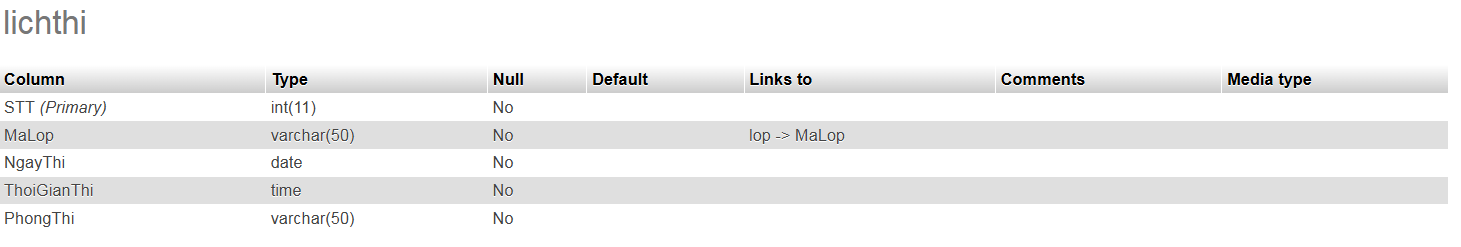 lichthi
Column Type Null Default Links to Comments Media type
STT (Primary) int(11) No
MaLop varchar(50) No lop -> MaLop
NgayThi date No
ThoiGianThi time No
PhongThi varchar(50) No